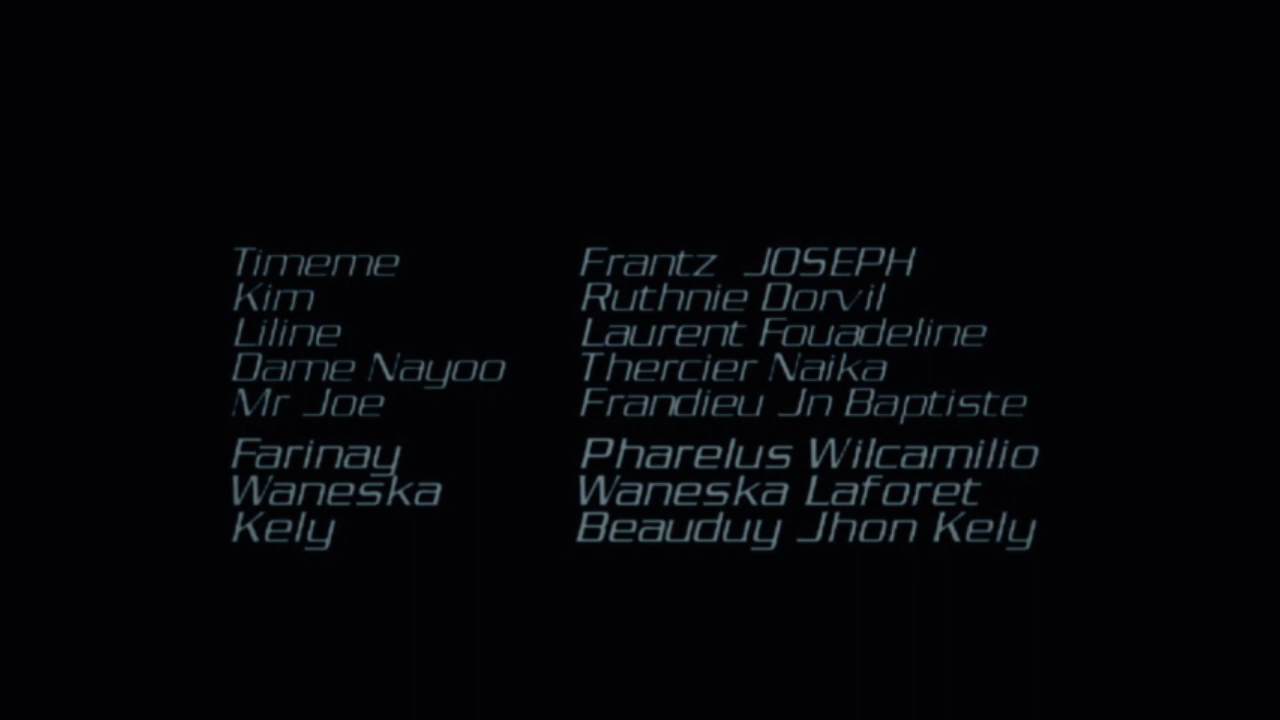 Timeme Frantz JOSEPH
Kim Ruthnie Dorvil
Liline Laurent Fouadeline
Dame Nayoo Thercier Naika
Mr Joe Frandieu Jn Baptiste
Farinay Pharelus Wilcamilio
Waneska Waneska Laforet
Kely Beauduy Jhon Kely